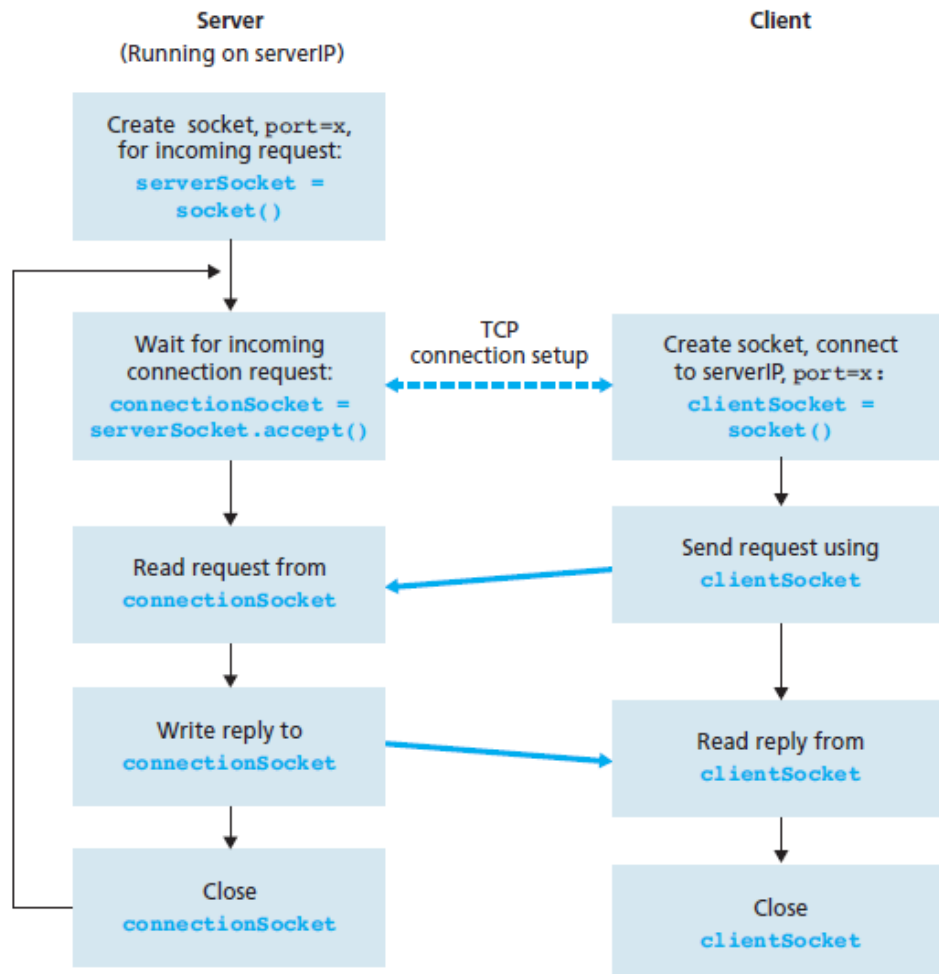 Server
(Running on serverIP)
Client
Create socket, port=x,
for incoming request:
serverSocket =
socket()
Wait for incoming
connection request:
connectionSocket =
serverSocket.accept()
TCP
connection setup
Create socket, connect
to serverIP, port=x:
clientSocket =
socket()
Read request from
connectionSocket
Send request using
clientSocket
Write reply to
connectionSocket
Read reply from
clientSocket
Close
connectionSocket
Close
clientSocket